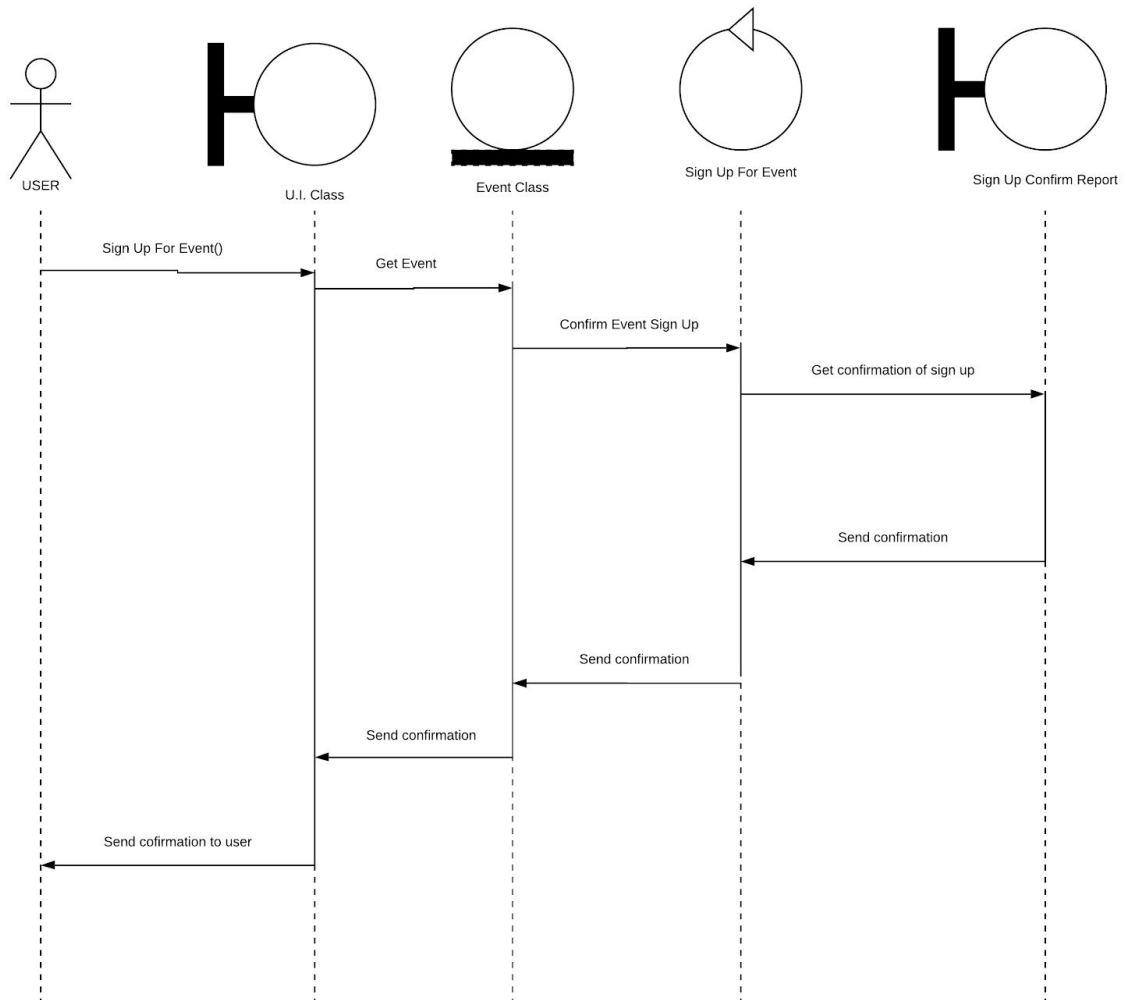 USER
U.I. Class
Event Class
Sign Up For Event
Sign Up Confirm Report
Sign Up For Event()
Get Event
Confirm Event Sign Up
Get confirmation of sign up
Send confirmation
Send confirmation
Send confirmation
Send cofirmation to user